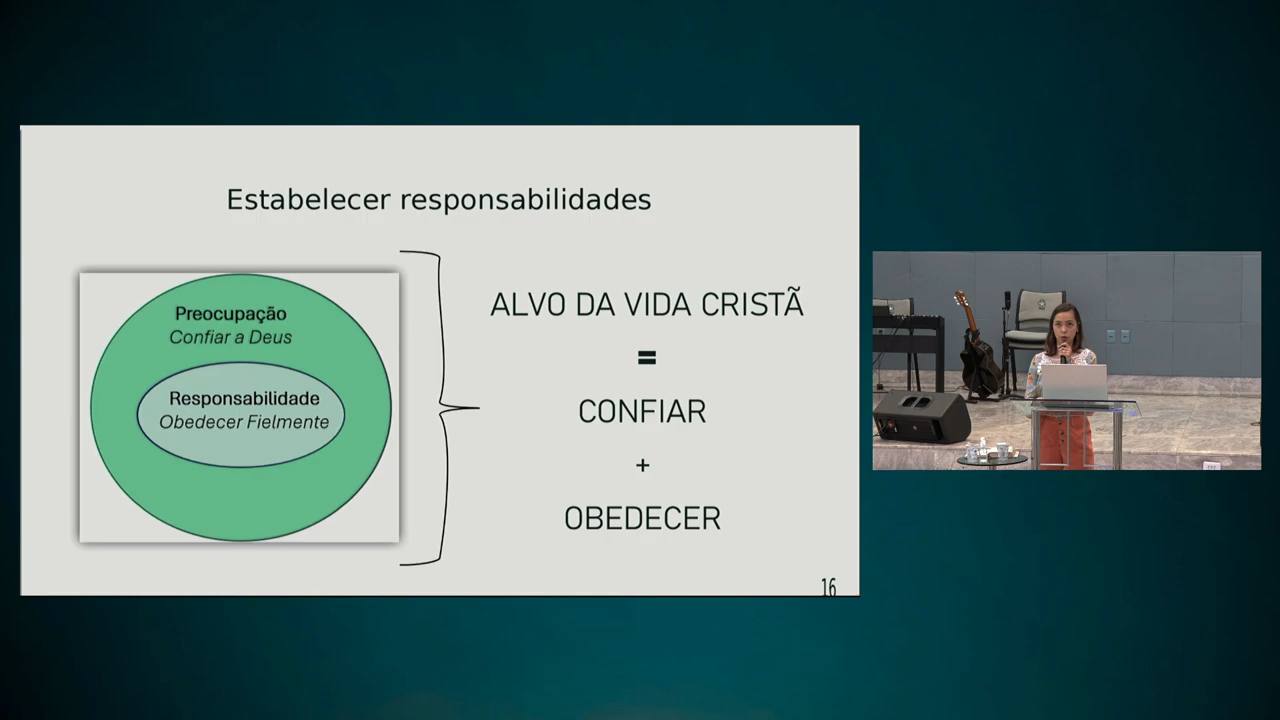 Estabelecer responsabilidades
Preocupação
Confiar a Deus
Responsabilidade
Obedecer Fielmente
ALVO DA VIDA CRISTÃ
=
CONFIAR
+
OBEDECER
16